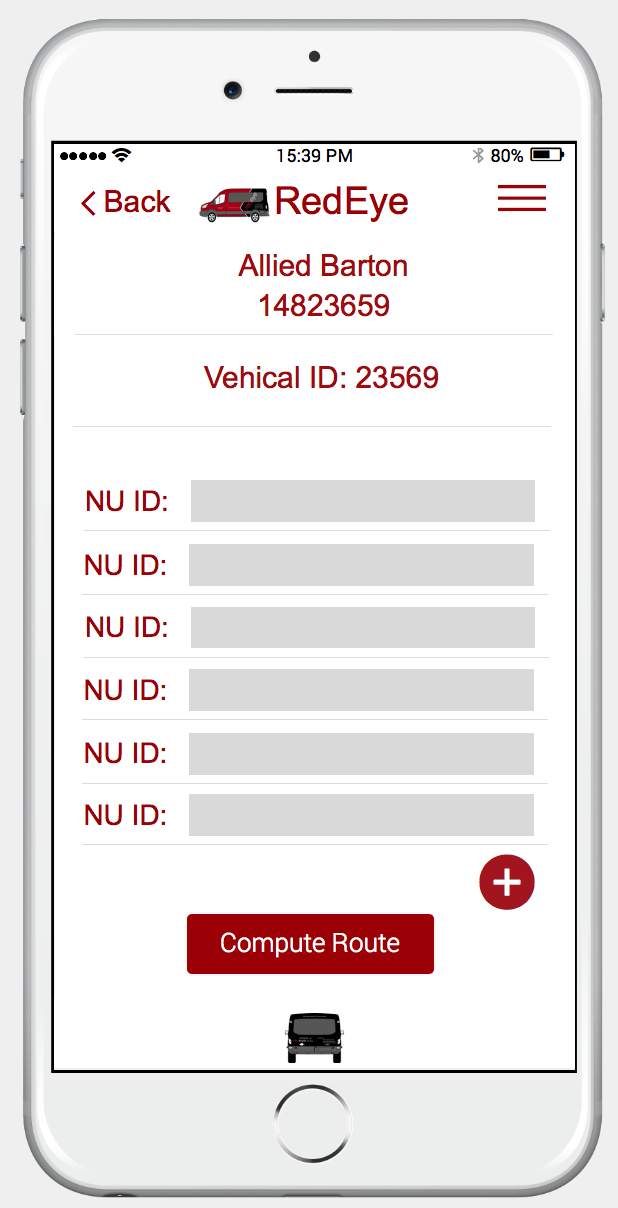 15:39 PM 80%
Back RedEye
Allied Barton
14823659
Vehical ID: 23569
NU ID:
NU ID:
NU ID:
NU ID:
NU ID:
NU ID:
Compute Route